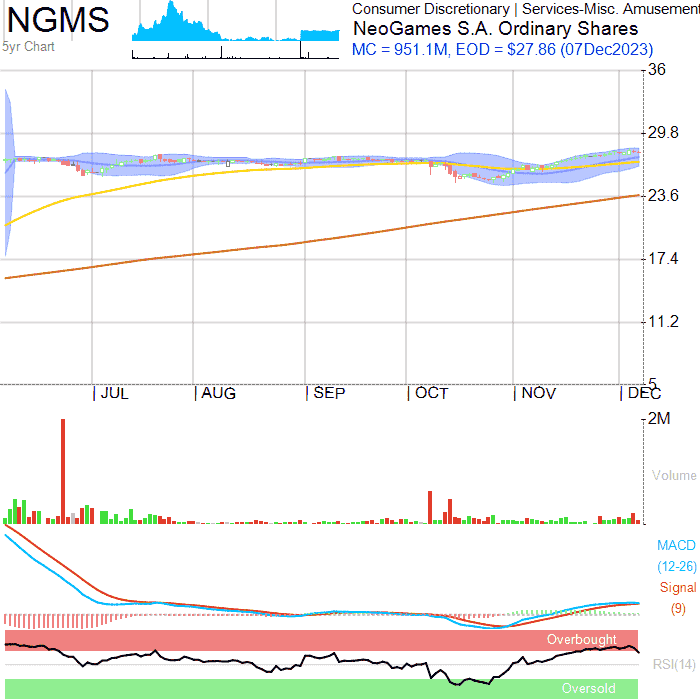 NGMS
5yr Chart
Consumer Discretionary | Services-Misc. Amusement
NeoGames S.A. Ordinary Shares
MC = 951.1M, EOD = $27.86 (07Dec2023)
36
29.8
23.6
17.4
11.2
5
JUL AUG SEP OCT NOV DEC
2M
Volume
MACD
(12-26)
Signal
(9)
Overbought
RSI(14)
Oversold